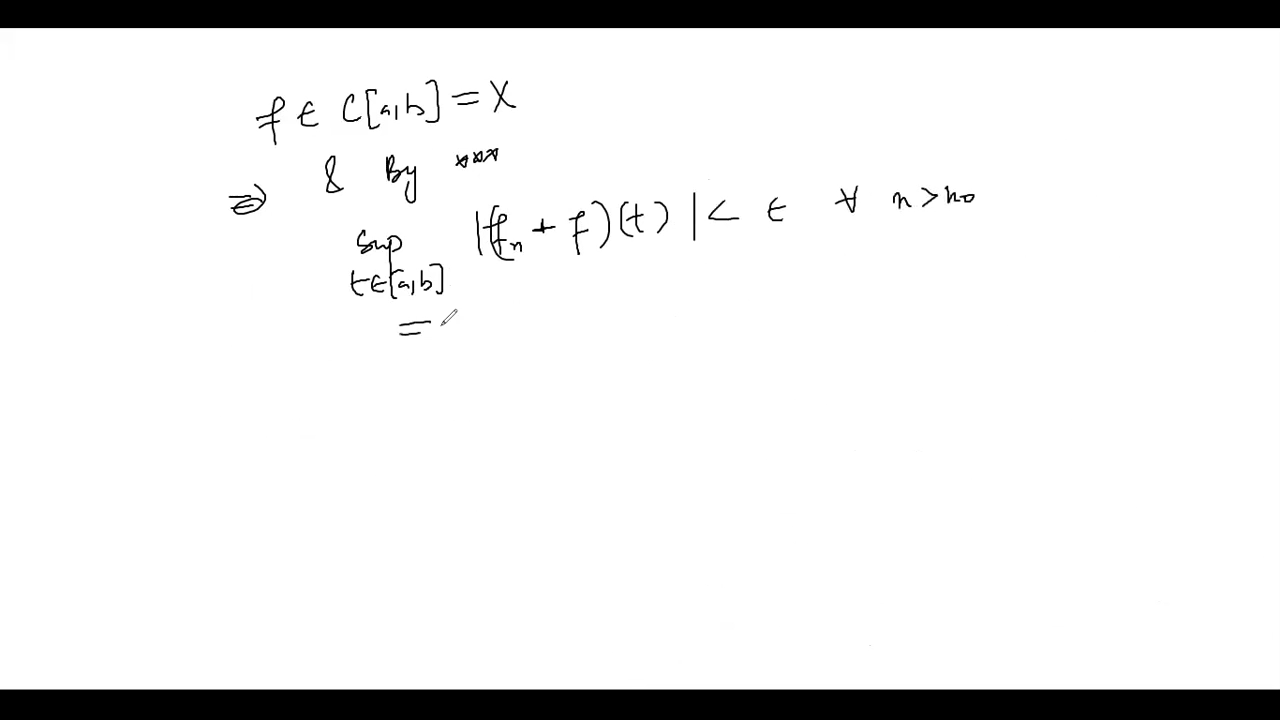 f ∈ C[a,b] = X
& By ***
⇒ sup |(fn + f)(t)| < ε ∀ n > n0
t∈[a,b]
=